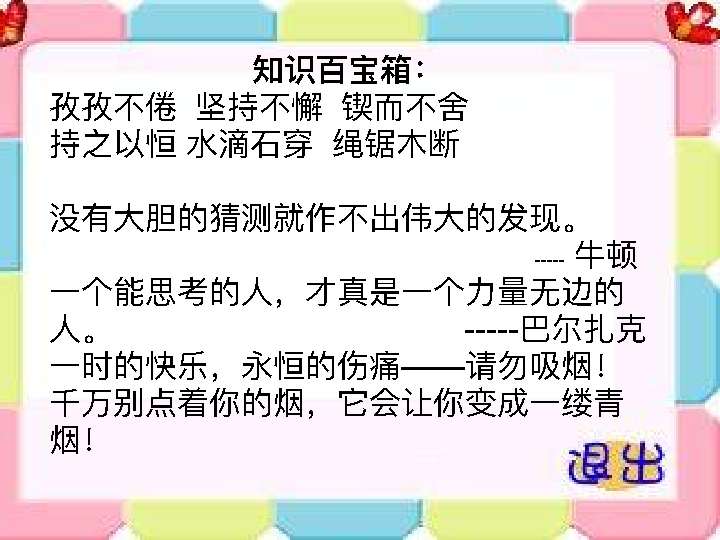 知识百宝箱：
孜孜不倦 坚持不懈 锲而不舍
持之以恒 水滴石穿 绳锯木断
没有大胆的猜测就作不出伟大的发现。
----- 牛顿
一个能思考的人，才真是一个力量无边的
人。 -----巴尔扎克
一时的快乐，永恒的伤痛——请勿吸烟！
千万别点着你的烟，它会让你变成一缕青
烟！
退出